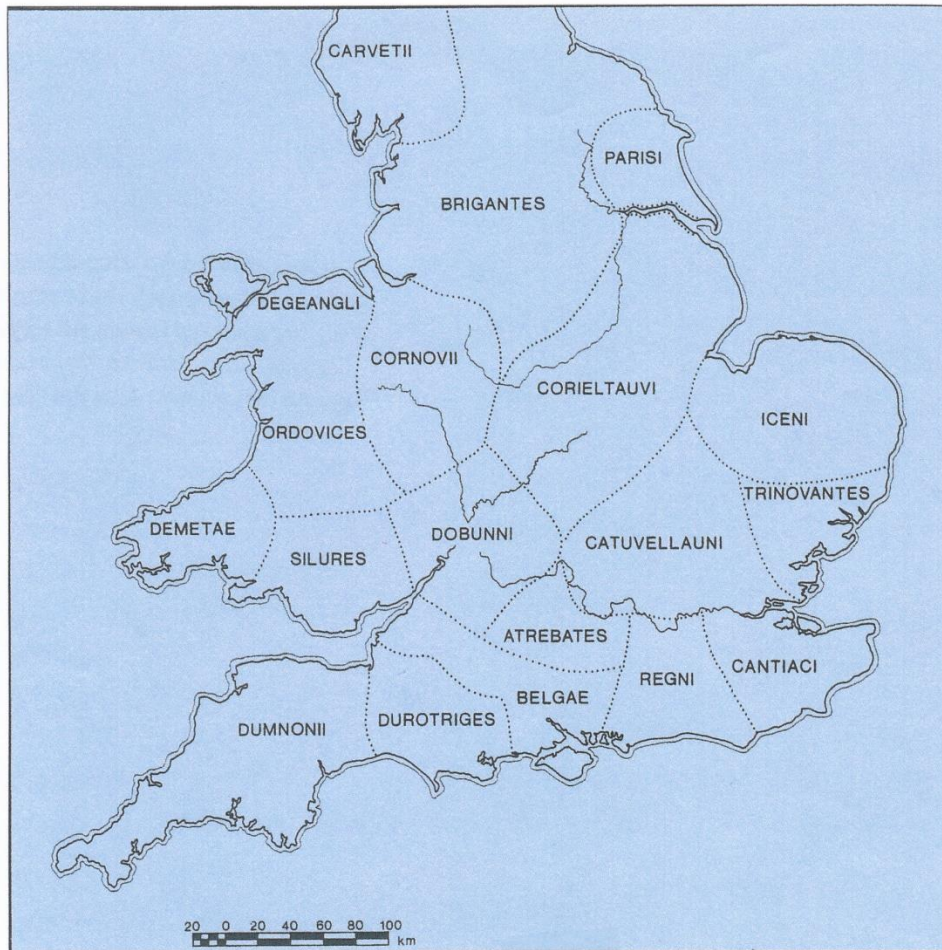 CARVETII
PARISI
BRIGANTES
DEGEANGLI
CORNOVII
CORIELTAUVI
ICENI
ORDOVICES
TRINOVANTES
DEMETAE
SILURES
DOBUNNI
CATUVELLAUNI
ATREBATES
CANTIACI
REGNI
BELGAE
DUROTRIGES
DUMNONII
20 0 20 40 60 80 100
km